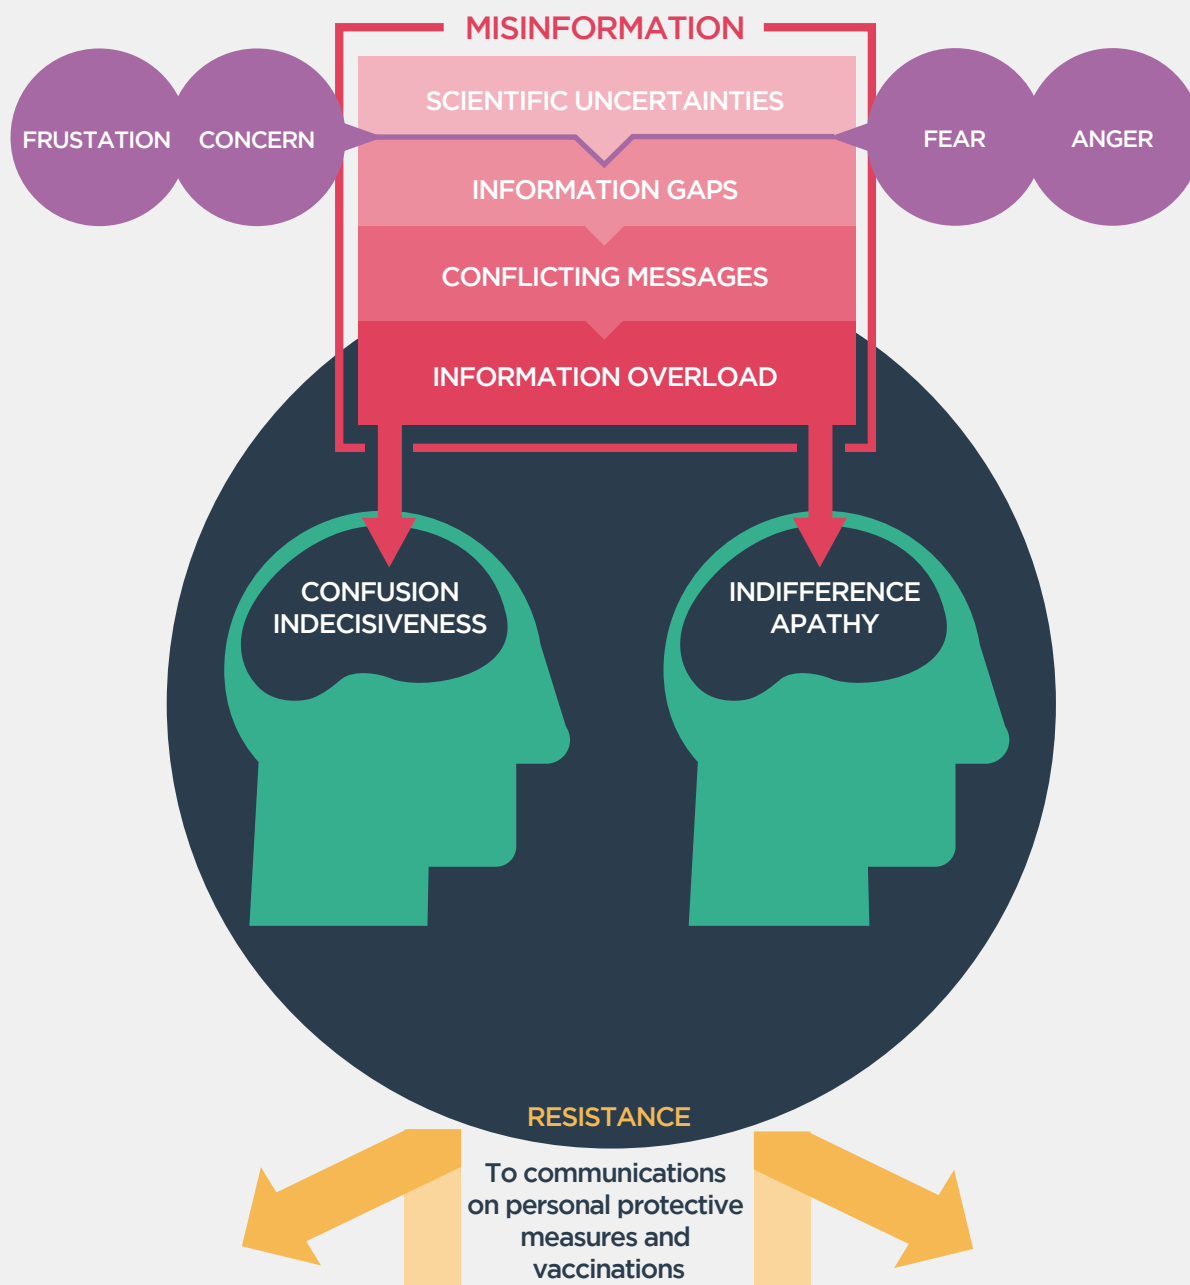 MISINFORMATION
SCIENTIFIC UNCERTAINTIES
FRUSTATION
CONCERN
FEAR
ANGER
INFORMATION GAPS
CONFLICTING MESSAGES
INFORMATION OVERLOAD
CONFUSION
INDECISIVENESS
INDIFFERENCE
APATHY
RESISTANCE
To communications
on personal protective
measures and
vaccinations